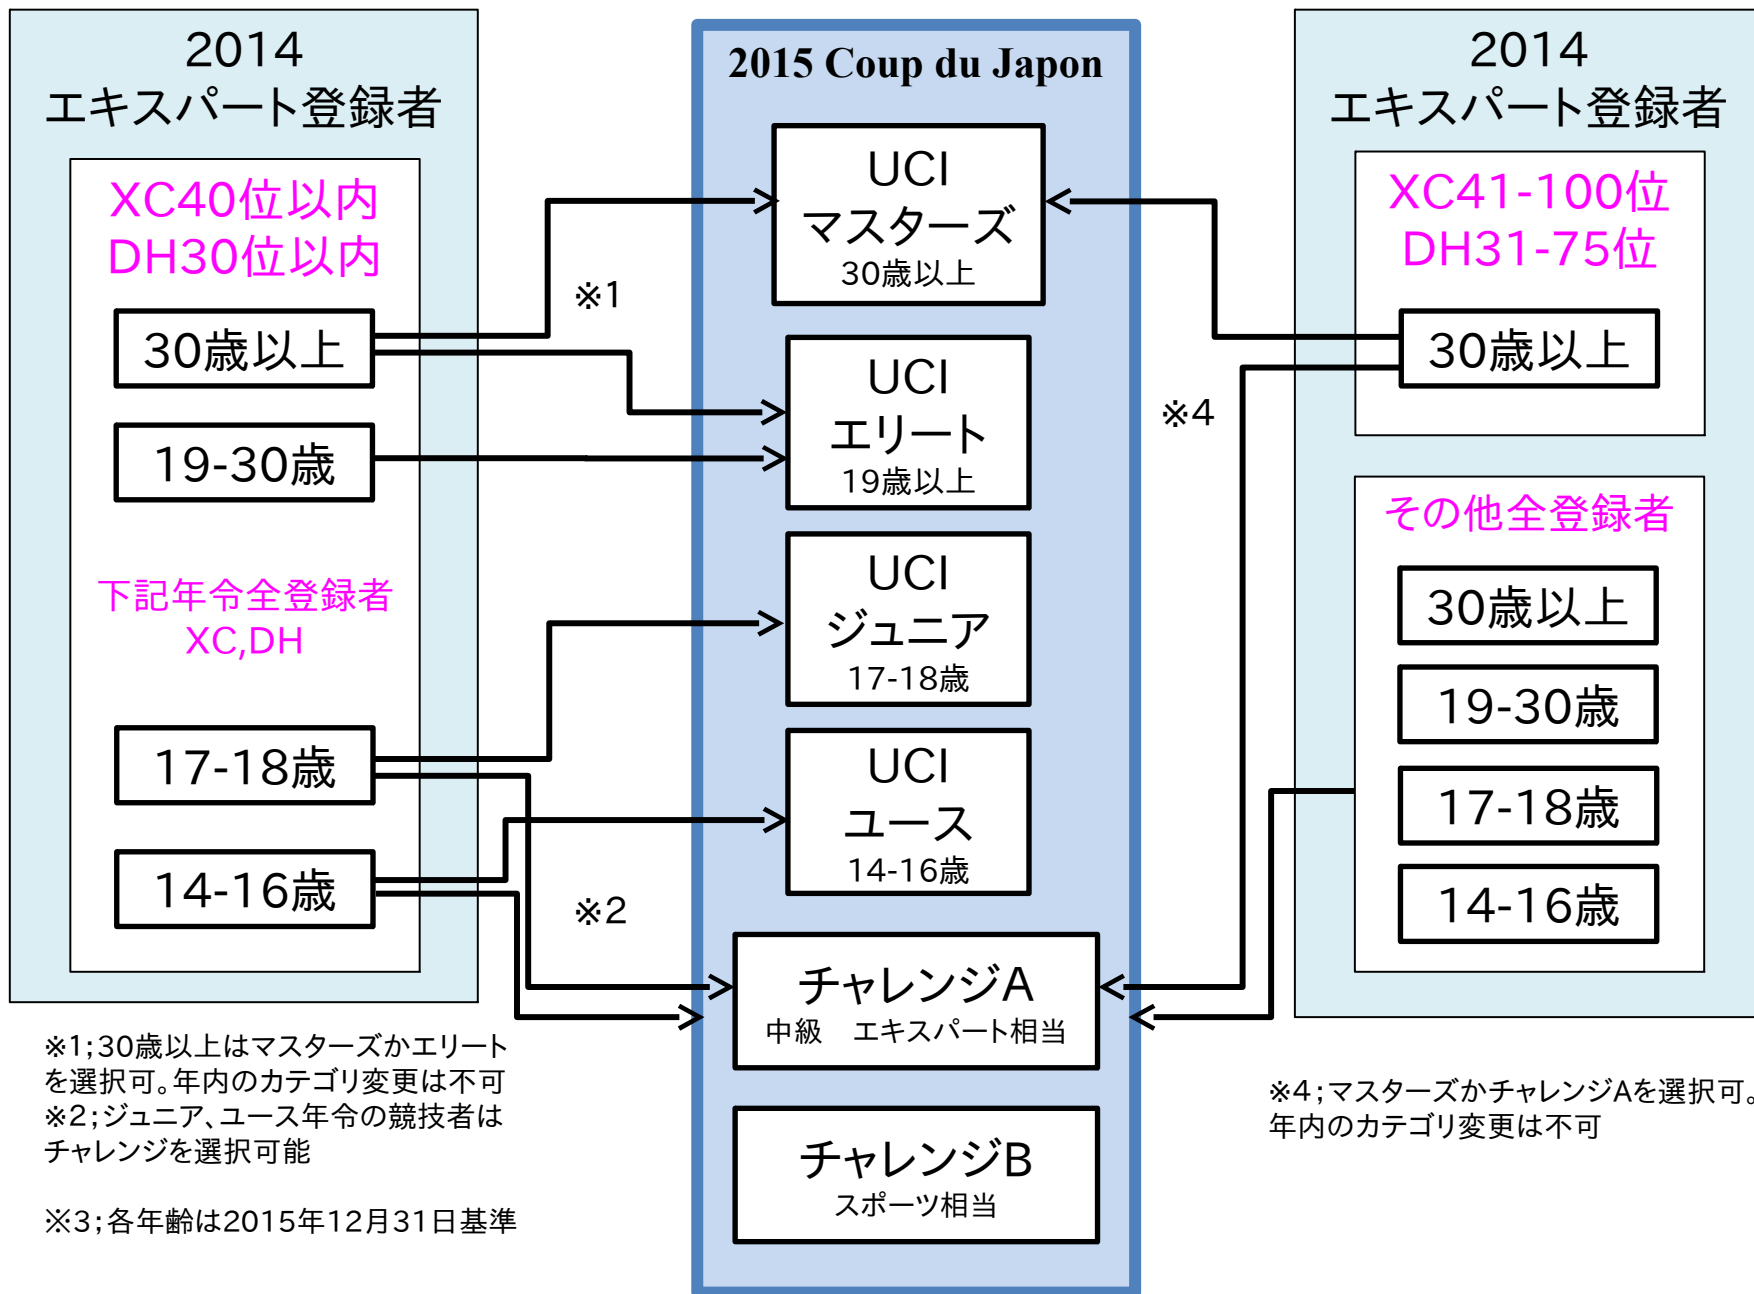 2014
エキスパート登録者
XC40位以内
DH30位以内
30歳以上
19-30歳
下記年令全登録者
XC,DH
17-18歳
14-16歳
※1;30歳以上はマスターズかエリート
を選択可。年内のカテゴリ変更は不可
※2;ジュニア、ユース年令の競技者は
チャレンジを選択可能
※3;各年齢は2015年12月31日基準
※1
※2
2015 Coup du Japon
UCI
マスターズ
30歳以上
UCI
エリート
19歳以上
UCI
ジュニア
17-18歳
UCI
ユース
14-16歳
チャレンジA
中級　エキスパート相当
チャレンジB
スポーツ相当
※4
2014
エキスパート登録者
XC41-100位
DH31-75位
30歳以上
その他全登録者
30歳以上
19-30歳
17-18歳
14-16歳
※4;マスターズかチャレンジAを選択可。
年内のカテゴリ変更は不可